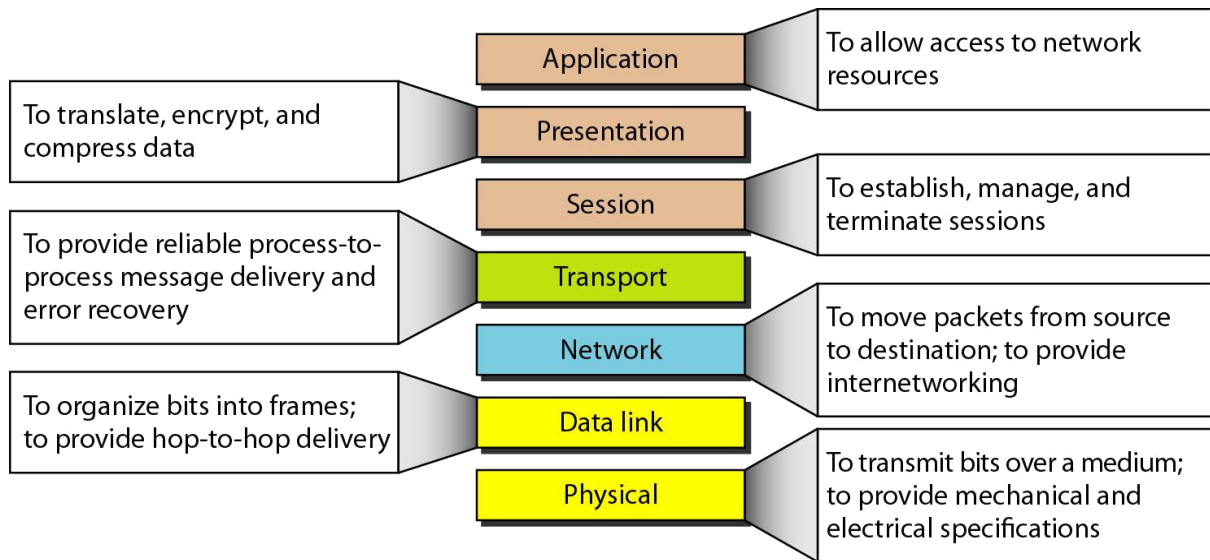 Application
To allow access to network
resources
To translate, encrypt, and
compress data
Presentation
Session
To establish, manage, and
terminate sessions
To provide reliable process-to-
process message delivery and
error recovery
Transport
Network
To move packets from source
to destination; to provide
internetworking
To organize bits into frames;
to provide hop-to-hop delivery
Data link
Physical
To transmit bits over a medium;
to provide mechanical and
electrical specifications